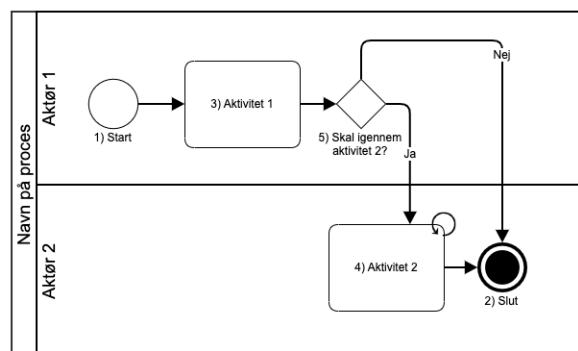 Navn på proces
Aktør 1
1) Start
3) Aktivitet 1
5) Skal igennem
aktivitet 2?
Nej
Ja
Aktør 2
4) Aktivitet 2
2) Slut